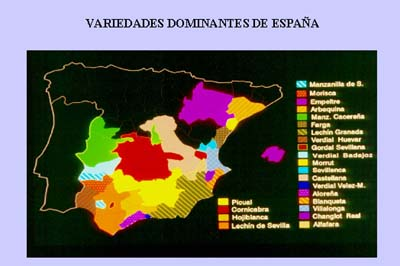 VARIEDADES DOMINANTES DE ESPAÑA
Manzanilla de S.
Morisca
Empeltre
Arbequina
Manz. Cacereña
Farga
Lechín Granada
Verdial Huevar
Gordal Sevillana
Verdial Badajoz
Morrut
Sevillenca
Castellana
Verdial Velez-M.
Aloreña
Blanqueta
Villalonga
Changlot Real
Alfafara
Picual
Cornicabra
Hojiblanca
Lechín de Sevilla